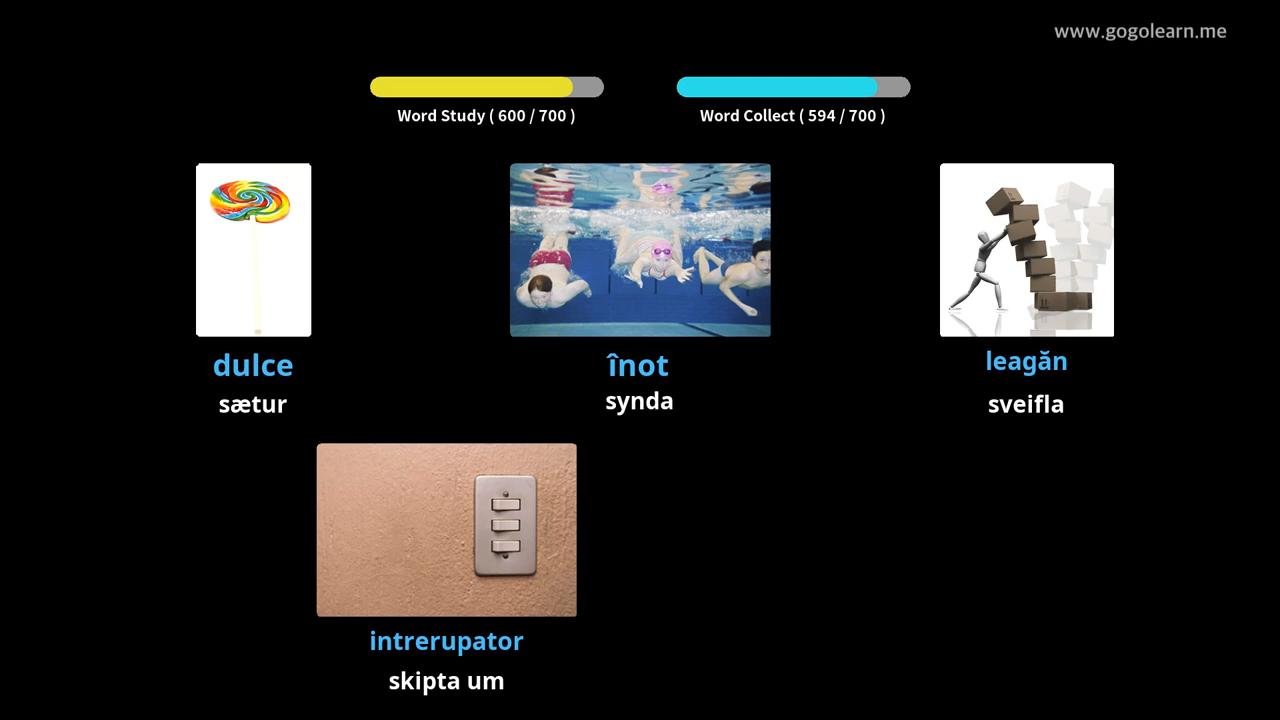 www.gogolearn.me
Word Study ( 600 / 700 )
Word Collect ( 594 / 700 )
dulce
sætur
înot
synda
leagăn
sveifla
intrerupator
skipta um